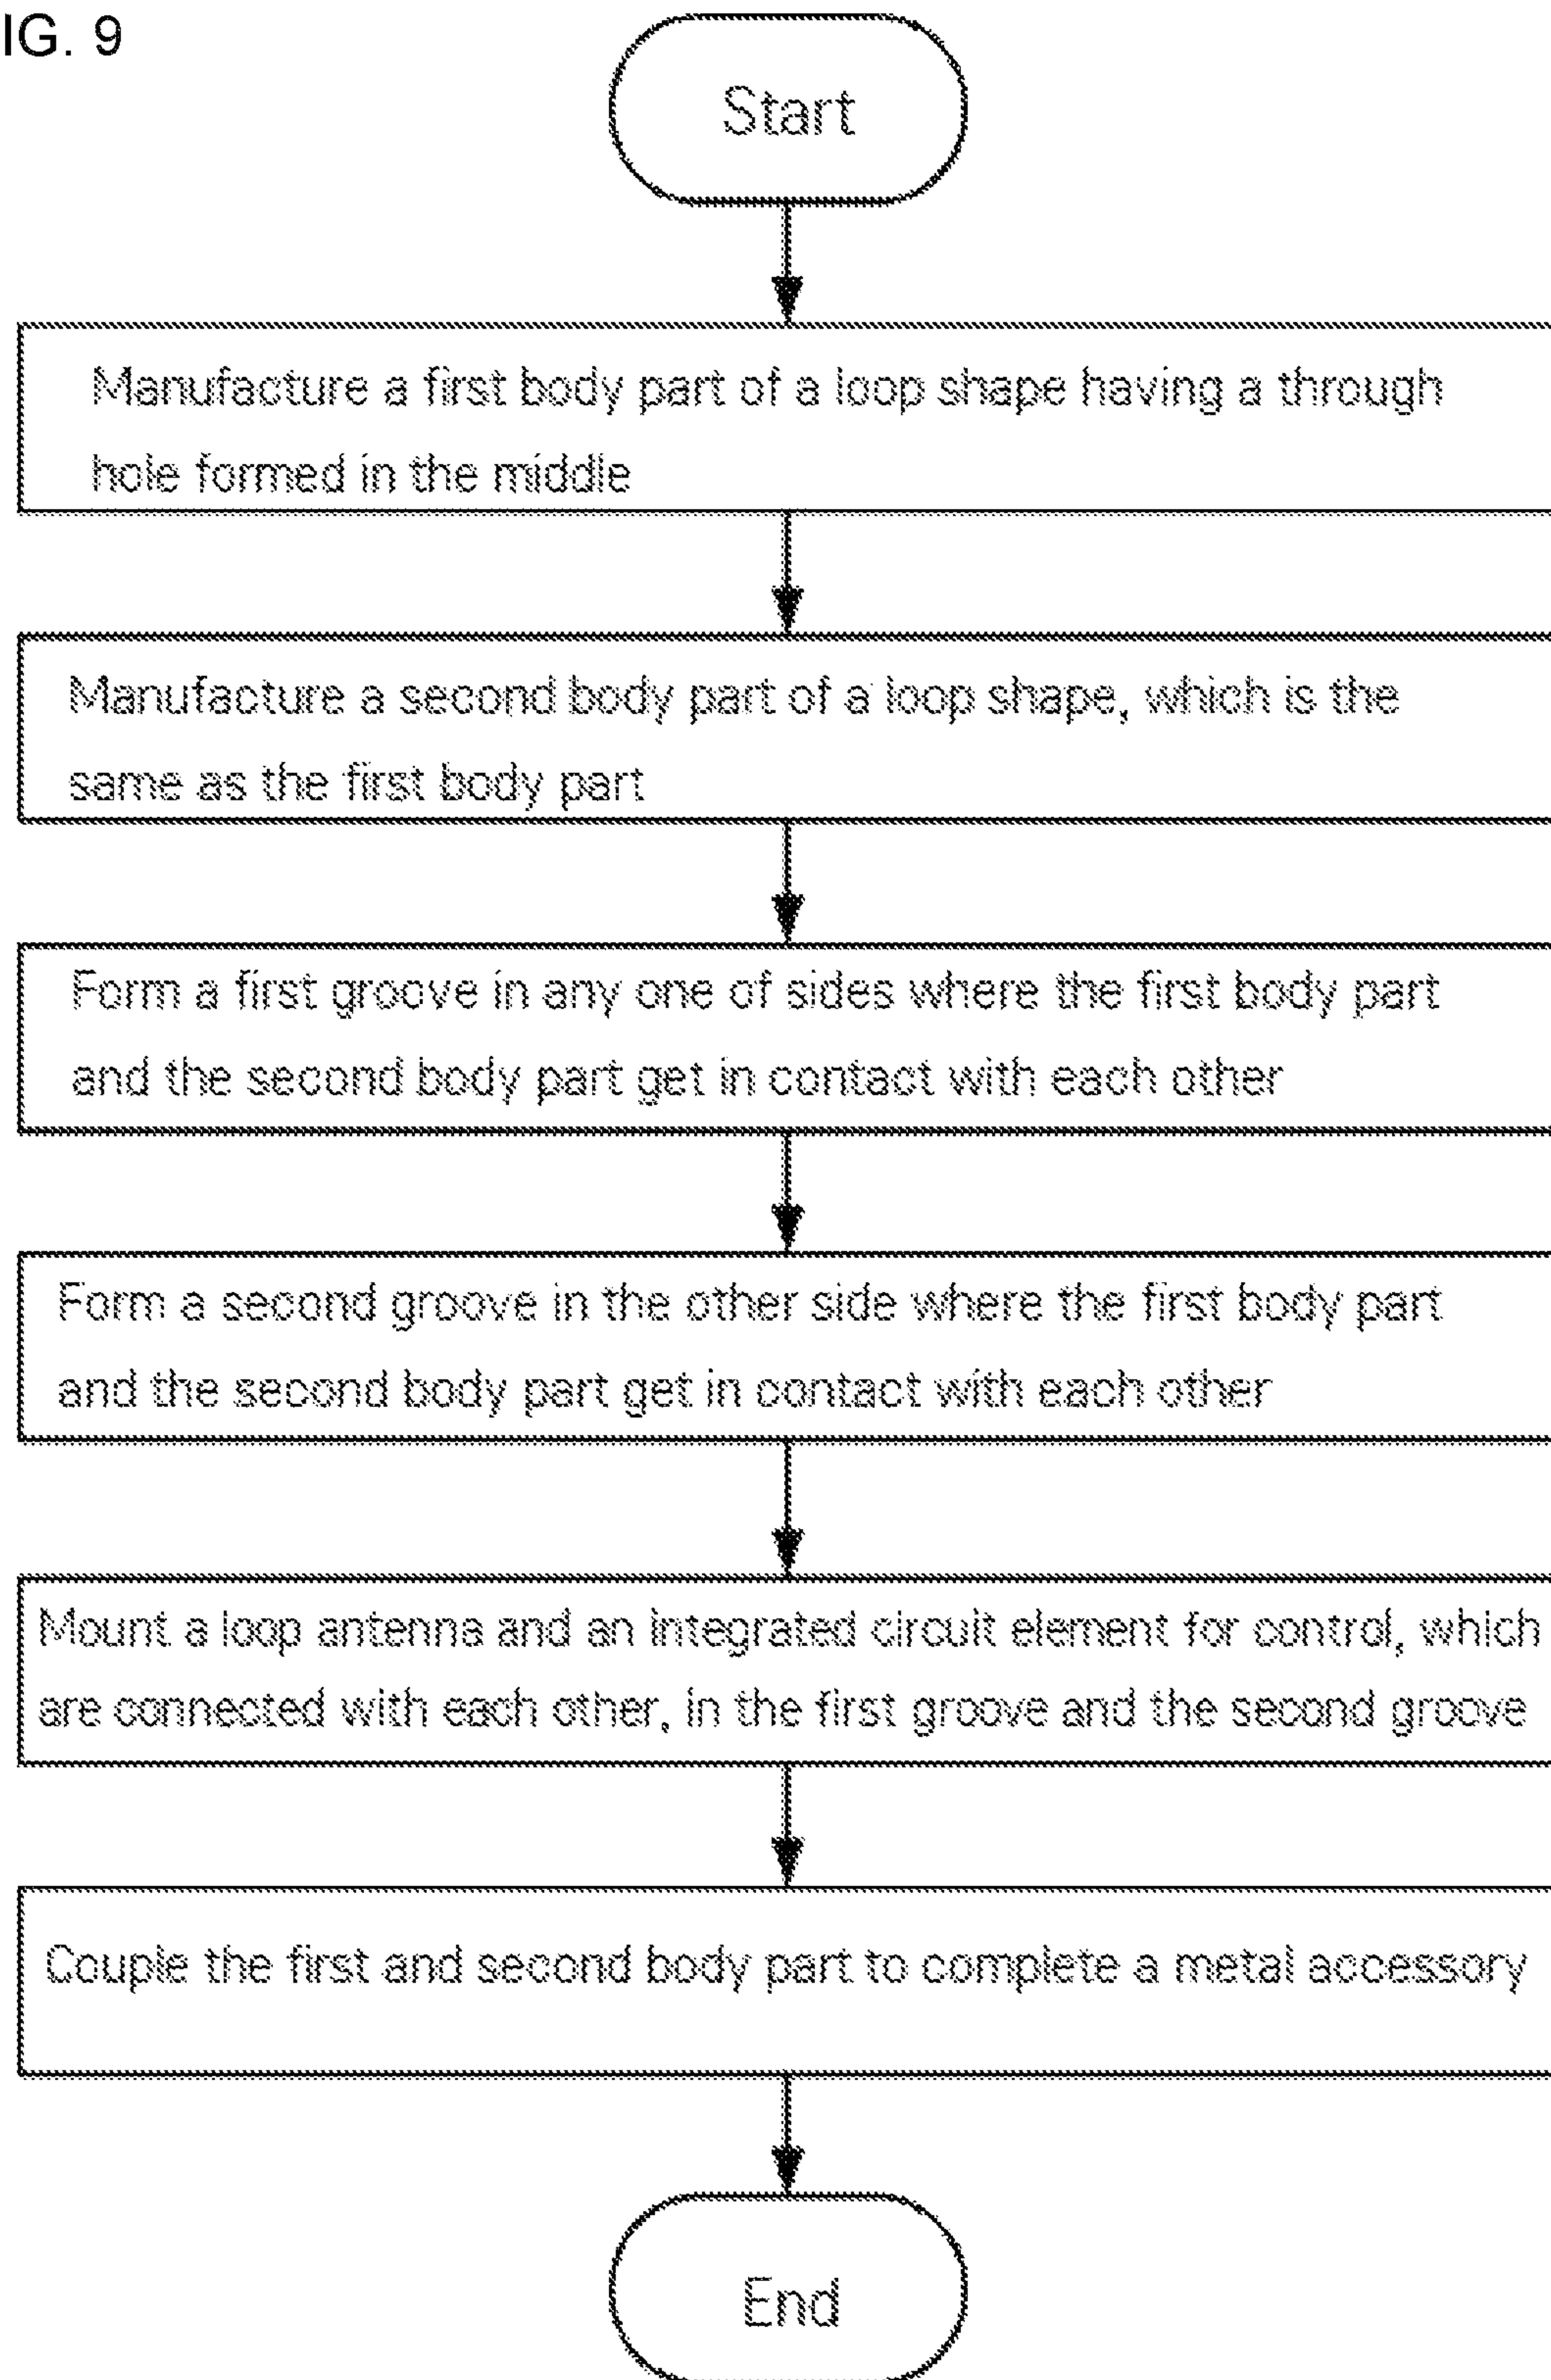 IG. 9
Start
Manufacture a first body part of a loop shape having a through
hole formed in the middle
Manufacture a second body part of a loop shape, which is the
same as the first body part
Form a first groove in any one of sides where the first body part
and the second body part get in contact with each other
Form a second groove in the other side where the first body part
and the second body part get in contact with each other
Mount a loop antenna and an integrated circuit element for control, which
are connected with each other, in the first groove and the second groove
Couple the first and second body part to complete a metal accessory
End